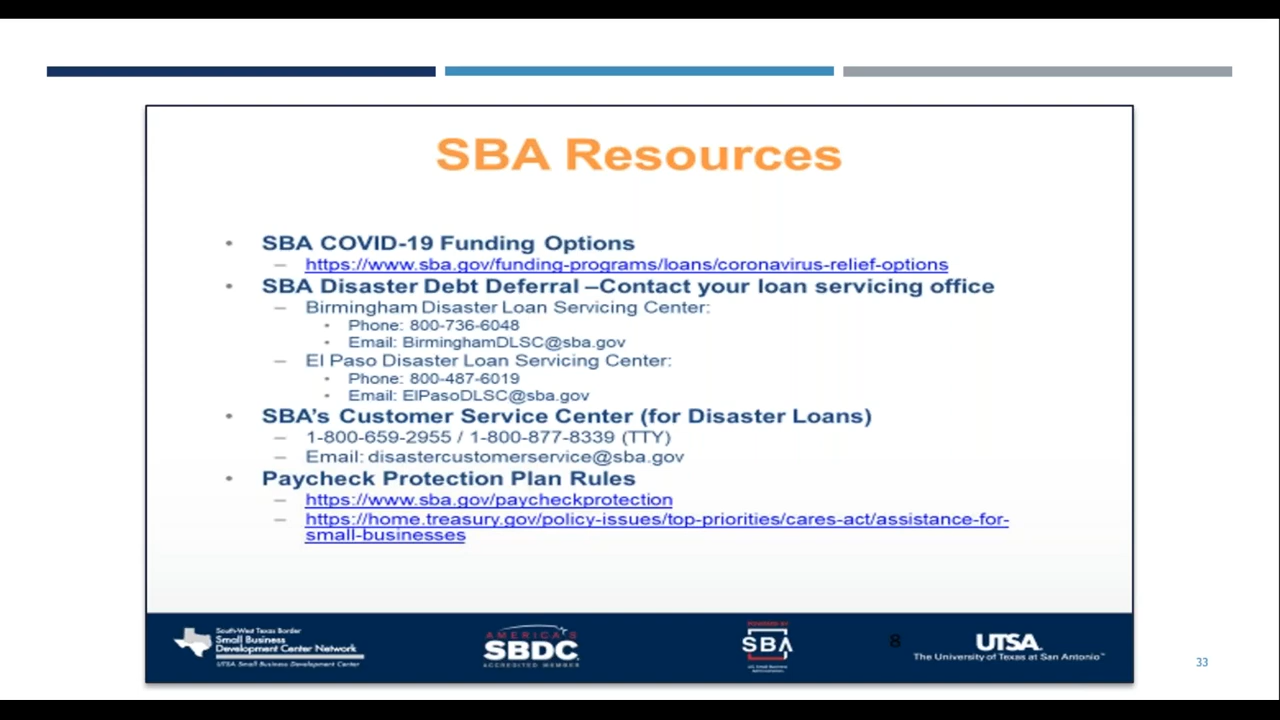 SBA Resources
• SBA COVID-19 Funding Options
– https://www.sba.gov/funding-programs/loans/coronavirus-relief-options
• SBA Disaster Debt Deferral –Contact your loan servicing office
– Birmingham Disaster Loan Servicing Center:
• Phone: 800-736-6048
• Email: BirminghamDLSC@sba.gov
– El Paso Disaster Loan Servicing Center:
• Phone: 800-487-6019
• Email: ElPasoDLSC@sba.gov
• SBA's Customer Service Center (for Disaster Loans)
– 1-800-659-2955 / 1-800-877-8339 (TTY)
– Email: disastercustomerservice@sba.gov
• Paycheck Protection Plan Rules
– https://www.sba.gov/paycheckprotection
– https://home.treasury.gov/policy-issues/top-priorities/cares-act/assistance-for-
small-businesses
South-West Texas Border
Small Business
Development Center Network
UTSA Small Business Development Center
AMERICA'S
SBDC
ACCREDITED MEMBER
POWERED BY
SBA
U.S. Small Business
Administration
8
UTSA
The University of Texas at San Antonio™
33